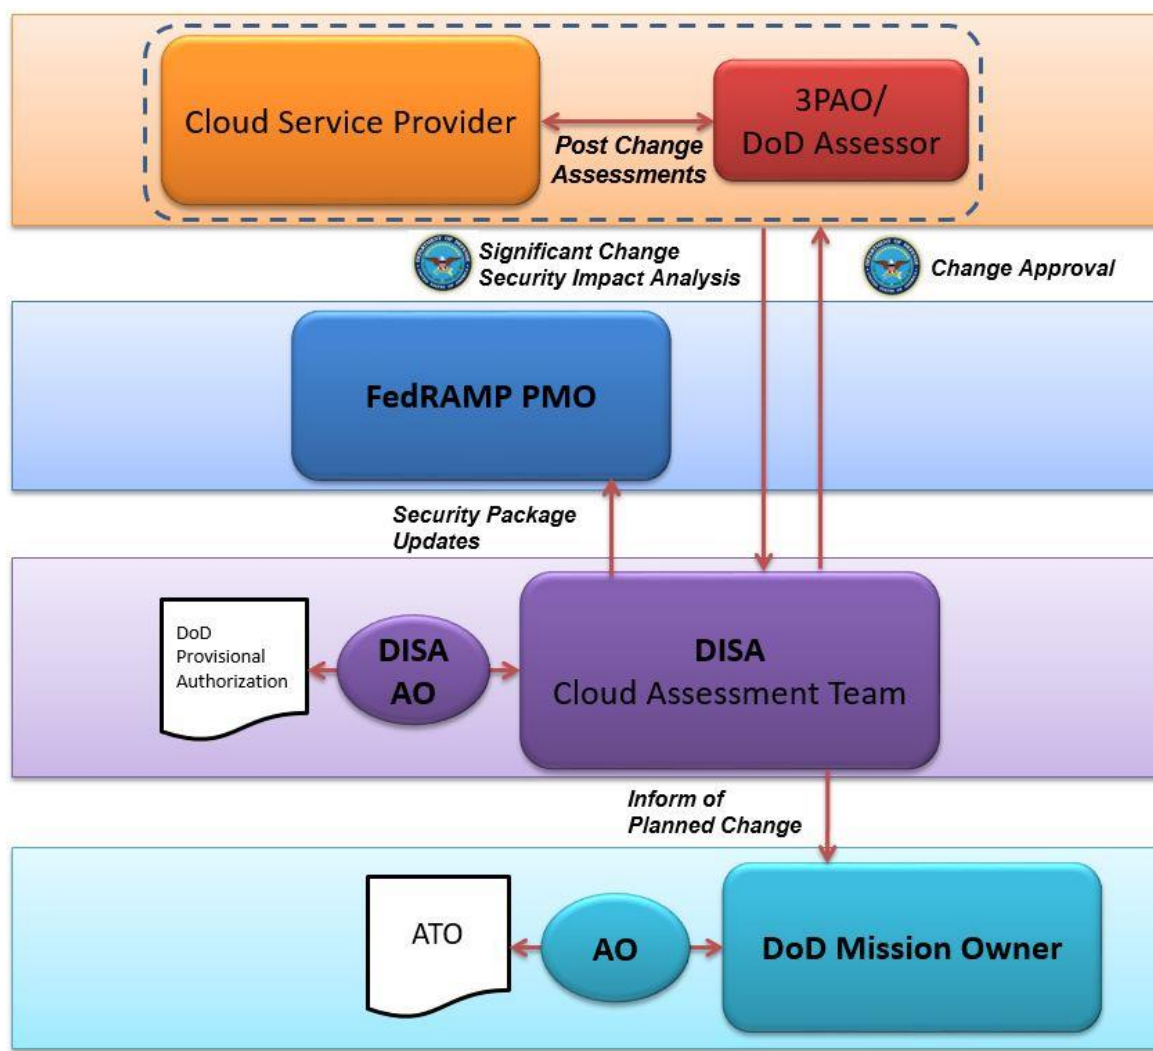 Cloud Service Provider
3PAO/
DoD Assessor
Post Change
Assessments
Significant Change
Security Impact Analysis
Change Approval
FedRAMP PMO
Security Package
Updates
DoD
Provisional
Authorization
DISA
AO
DISA
Cloud Assessment Team
Inform of
Planned Change
ATO
AO
DoD Mission Owner